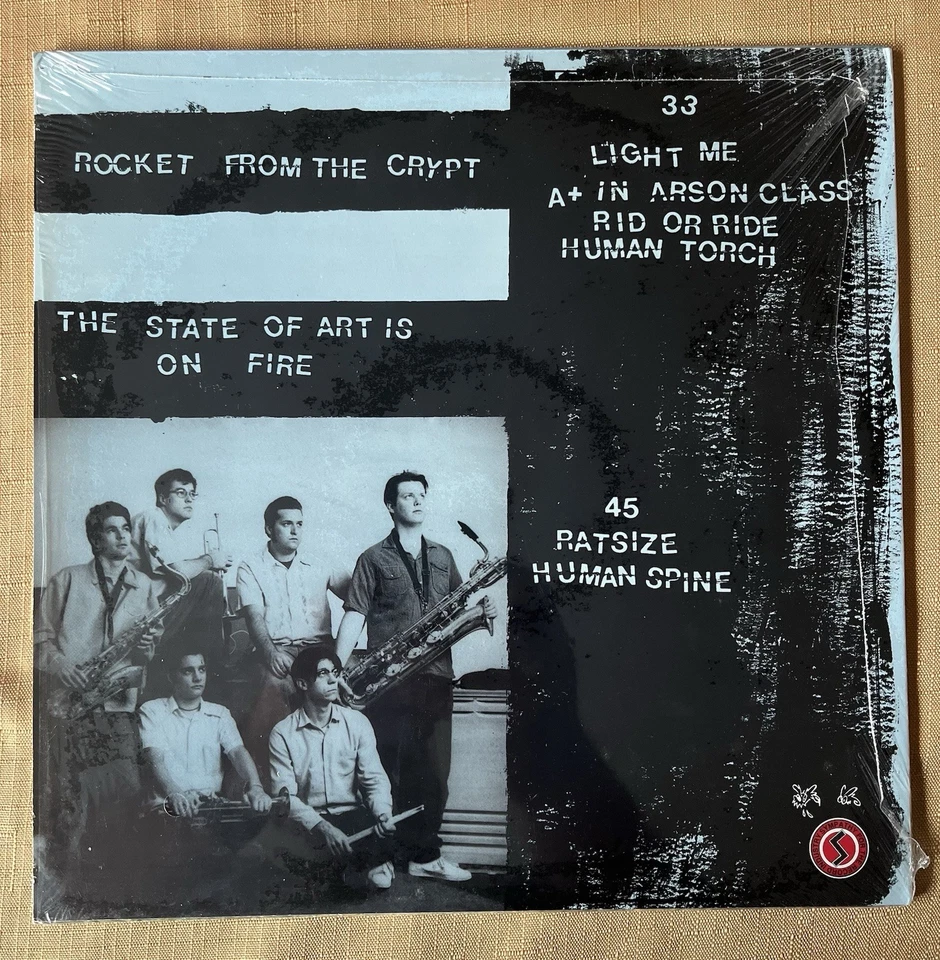 ROCKET FROM THE CRYPT
THE STATE OF ART IS
ON FIRE
33
LIGHT ME
A+ IN ARSON CLASS
RID OR RIDE
HUMAN TORCH
45
RATSIZE
HUMAN SPINE